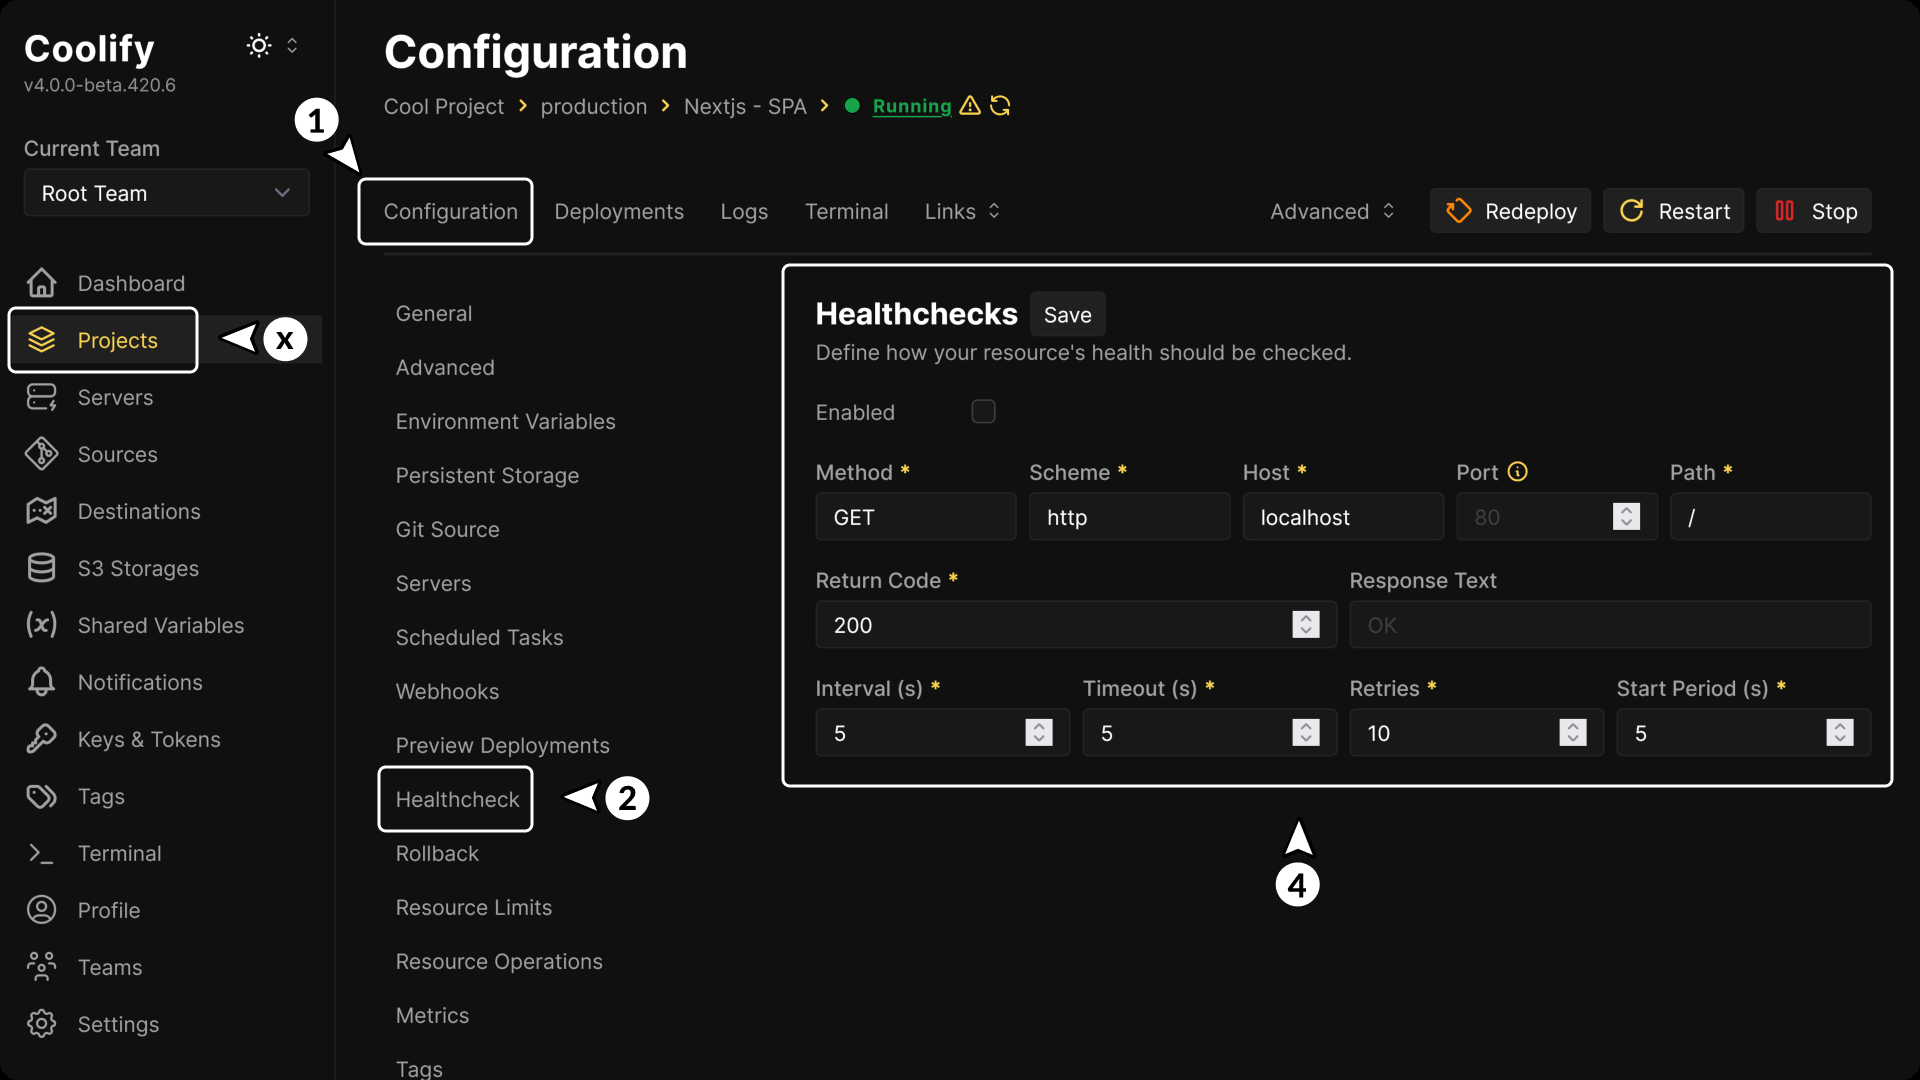 Coolify
v4.0.0-beta.420.6
Current Team
Root Team
Dashboard
Projects
x
Servers
Sources
Destinations
S3 Storages
Shared Variables
Notifications
Keys & Tokens
Tags
Terminal
Profile
Teams
Settings
Configuration
Cool Project > production > Nextjs - SPA > Running
1
Configuration Deployments Logs Terminal Links Advanced Redeploy Restart Stop
General
Advanced
Environment Variables
Persistent Storage
Git Source
Servers
Scheduled Tasks
Webhooks
Preview Deployments
Healthcheck
2
Rollback
Resource Limits
Resource Operations
Metrics
Tags
Healthchecks Save
Define how your resource's health should be checked.
Enabled
Method * Scheme * Host * Port Path *
GET http localhost 80 /
Return Code * Response Text
200 OK
Interval (s) * Timeout (s) * Retries * Start Period (s) *
5 5 10 5
4